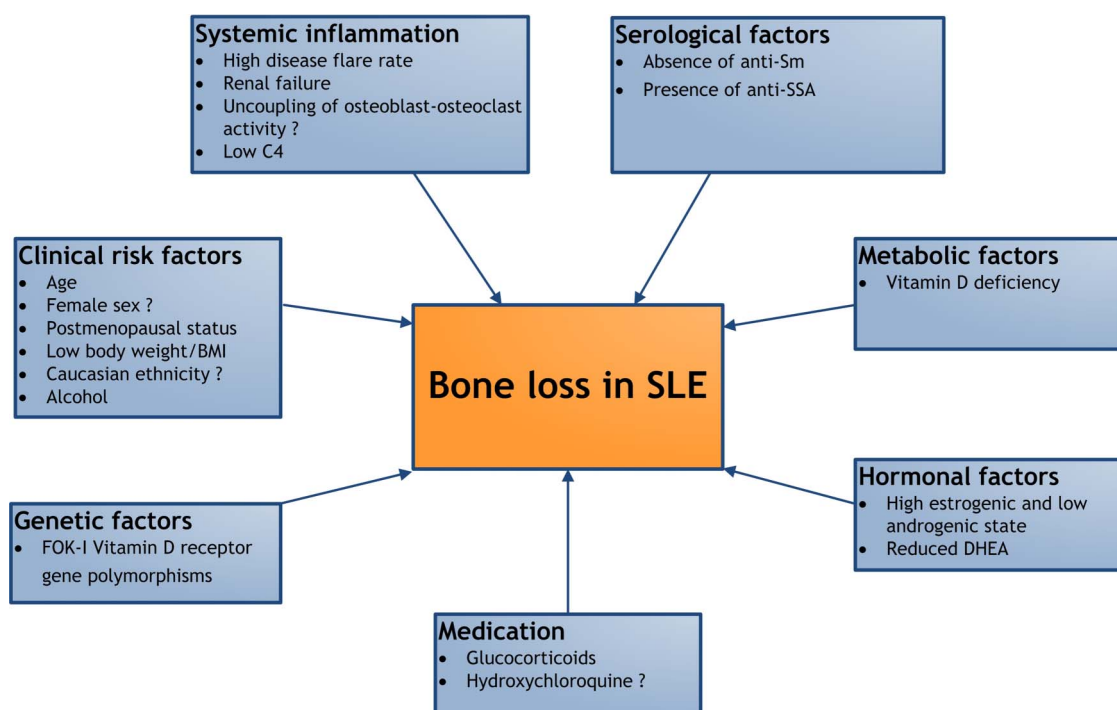 Systemic inflammation
• High disease flare rate
• Renal failure
• Uncoupling of osteoblast-osteoclast
activity ?
• Low C4
Serological factors
• Absence of anti-Sm
• Presence of anti-SSA
Clinical risk factors
• Age
• Female sex ?
• Postmenopausal status
• Low body weight/BMI
• Caucasian ethnicity ?
• Alcohol
Metabolic factors
• Vitamin D deficiency
Bone loss in SLE
Genetic factors
• FOK-I Vitamin D receptor
gene polymorphisms
Hormonal factors
• High estrogenic and low
androgenic state
• Reduced DHEA
Medication
• Glucocorticoids
• Hydroxychloroquine ?